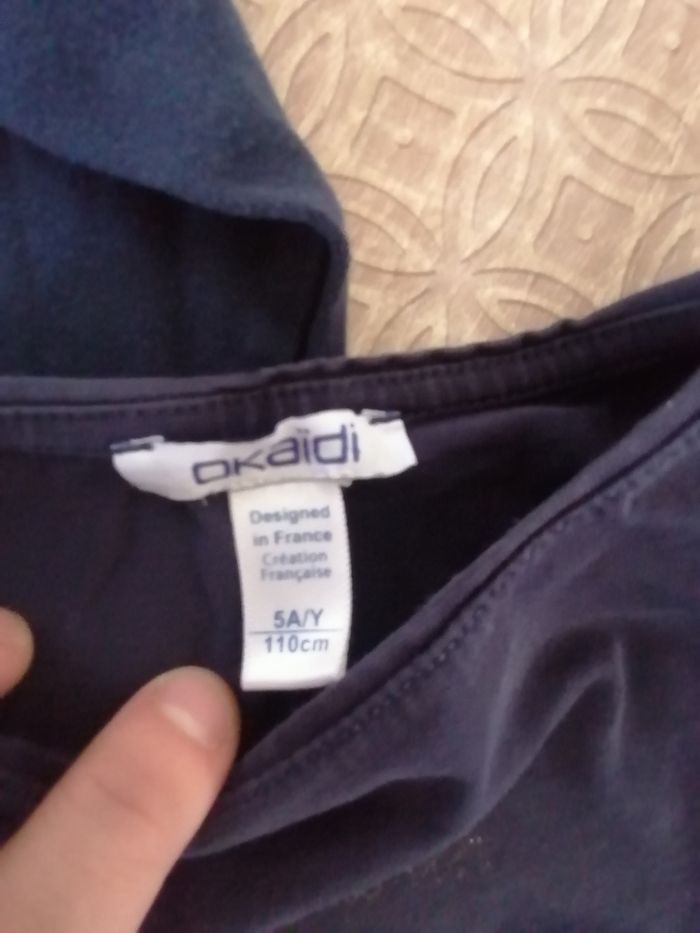 okaïdi
Designed
in France
Création
Française
5A/Y
110cm